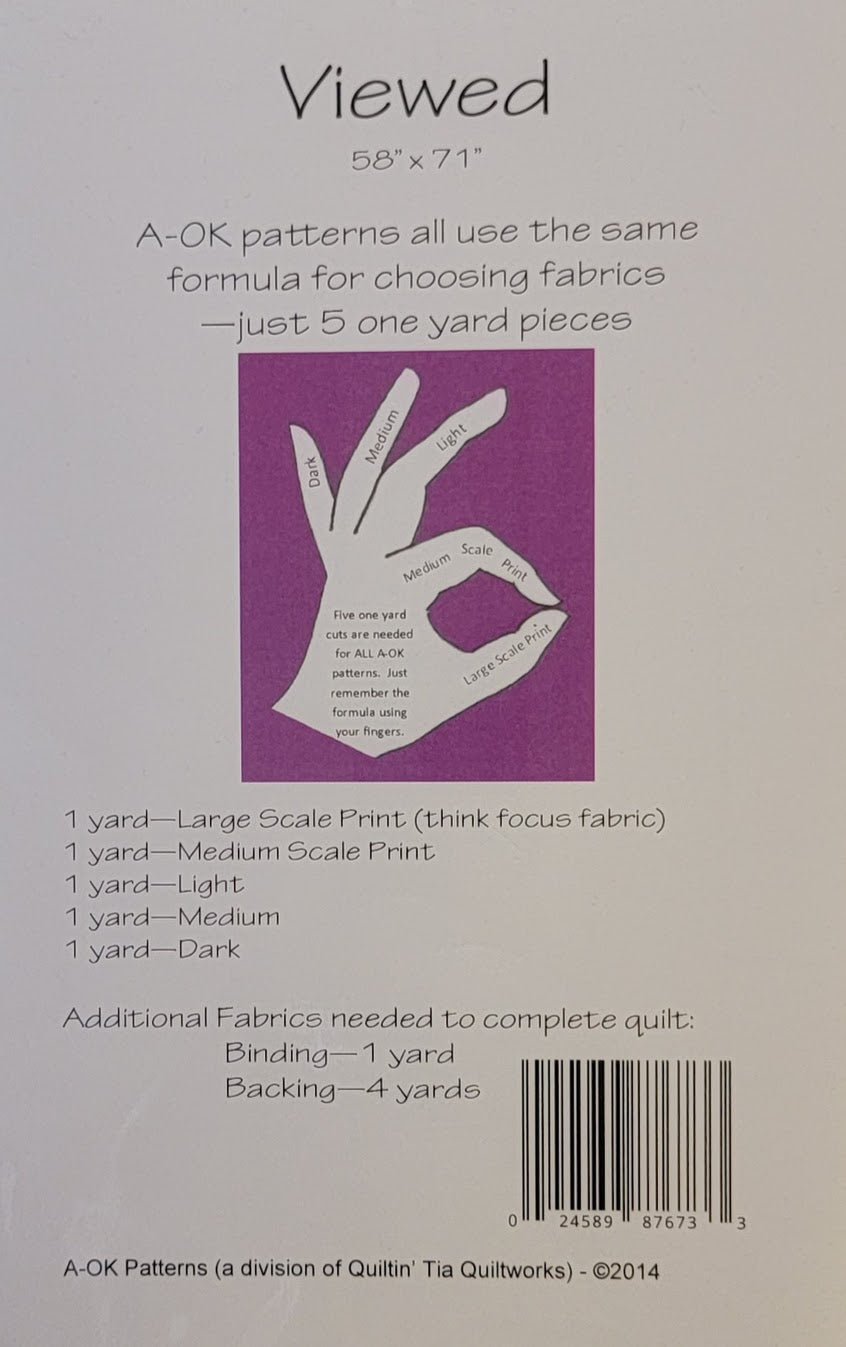 Viewed
58” x 71”
A-OK patterns all use the same
formula for choosing fabrics
—just 5 one yard pieces
Dark
Medium
Light
Medium Scale Print
Large Scale Print
Five one yard
cuts are needed
for ALL A-OK
patterns. Just
remember the
formula using
your fingers.
1 yard—Large Scale Print (think focus fabric)
1 yard—Medium Scale Print
1 yard—Light
1 yard—Medium
1 yard—Dark
Additional Fabrics needed to complete quilt:
Binding—1 yard
Backing—4 yards
0 24589 87673 3
A-OK Patterns (a division of Quiltin’ Tia Quiltworks) - ©2014